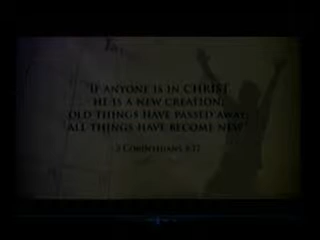 "IF ANYONE IS IN CHRIST
HE IS A NEW CREATION;
OLD THINGS HAVE PASSED AWAY;
ALL THINGS HAVE BECOME NEW"
2 CORINTHIANS 5:17